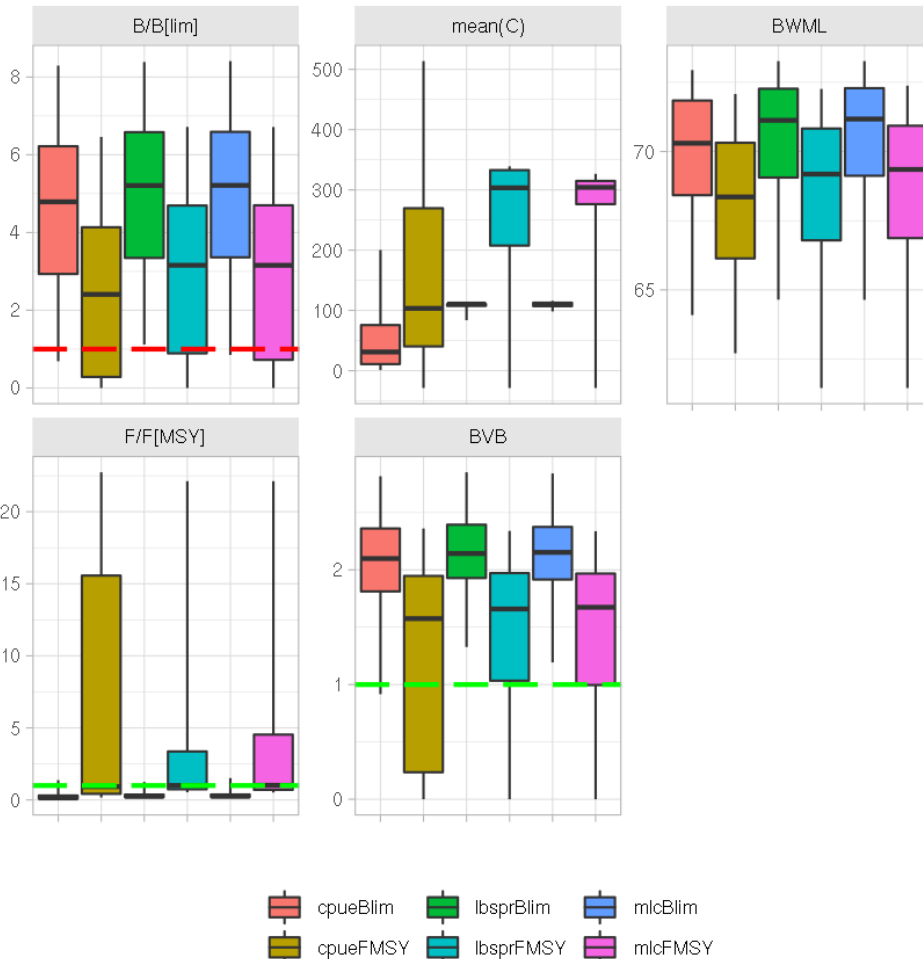 B/B[lim]
mean(C)
BWML
8
6
4
2
0
500
400
300
200
100
0
70
65
F/F[MSY]
BVB
20
15
10
5
0
2
1
0
cpueBlim
lbsprBlim
mlcBlim
cpueFMSY
lbsprFMSY
mlcFMSY